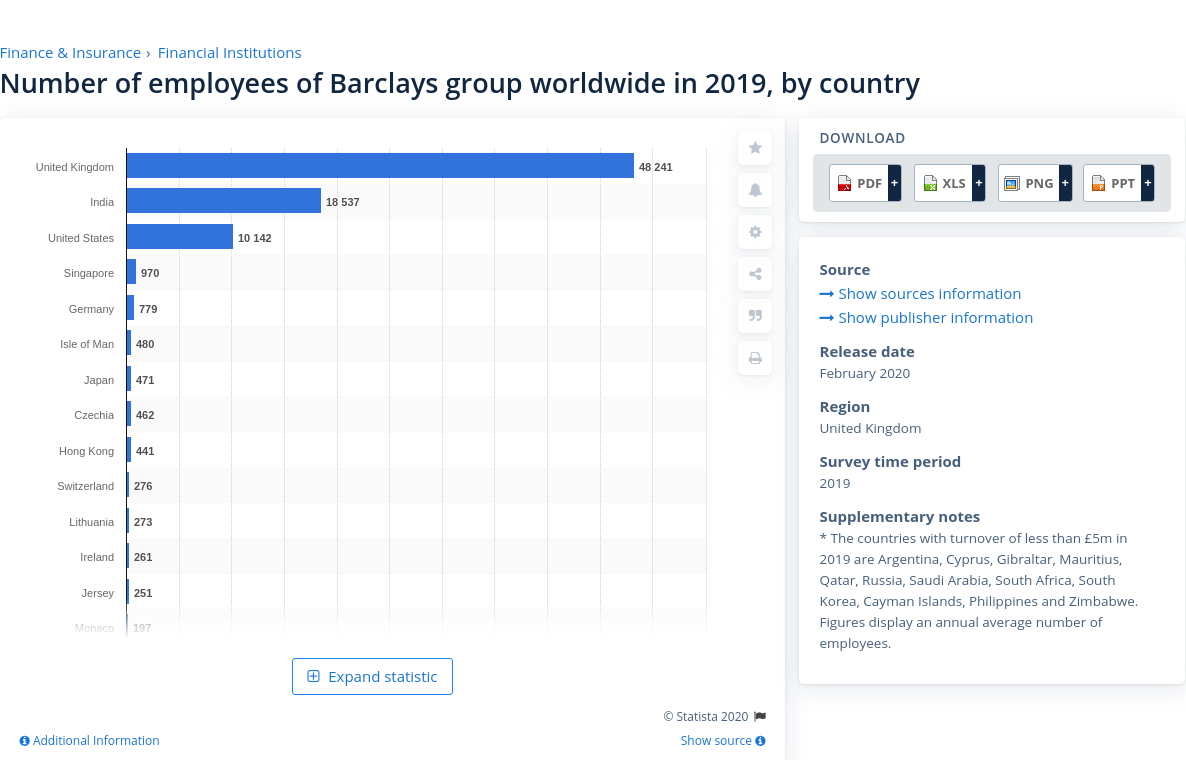 Finance & Insurance › Financial Institutions
Number of employees of Barclays group worldwide in 2019, by country
United Kingdom 48 241
India 18 537
United States 10 142
Singapore 970
Germany 779
Isle of Man 480
Japan 471
Czechia 462
Hong Kong 441
Switzerland 276
Lithuania 273
Ireland 261
Jersey 251
Monaco 197
Expand statistic
© Statista 2020
Additional Information
Show source
DOWNLOAD
PDF + XLS + PNG + PPT +
Source
Show sources information
Show publisher information
Release date
February 2020
Region
United Kingdom
Survey time period
2019
Supplementary notes
* The countries with turnover of less than £5m in
2019 are Argentina, Cyprus, Gibraltar, Mauritius,
Qatar, Russia, Saudi Arabia, South Africa, South
Korea, Cayman Islands, Philippines and Zimbabwe.
Figures display an annual average number of
employees.